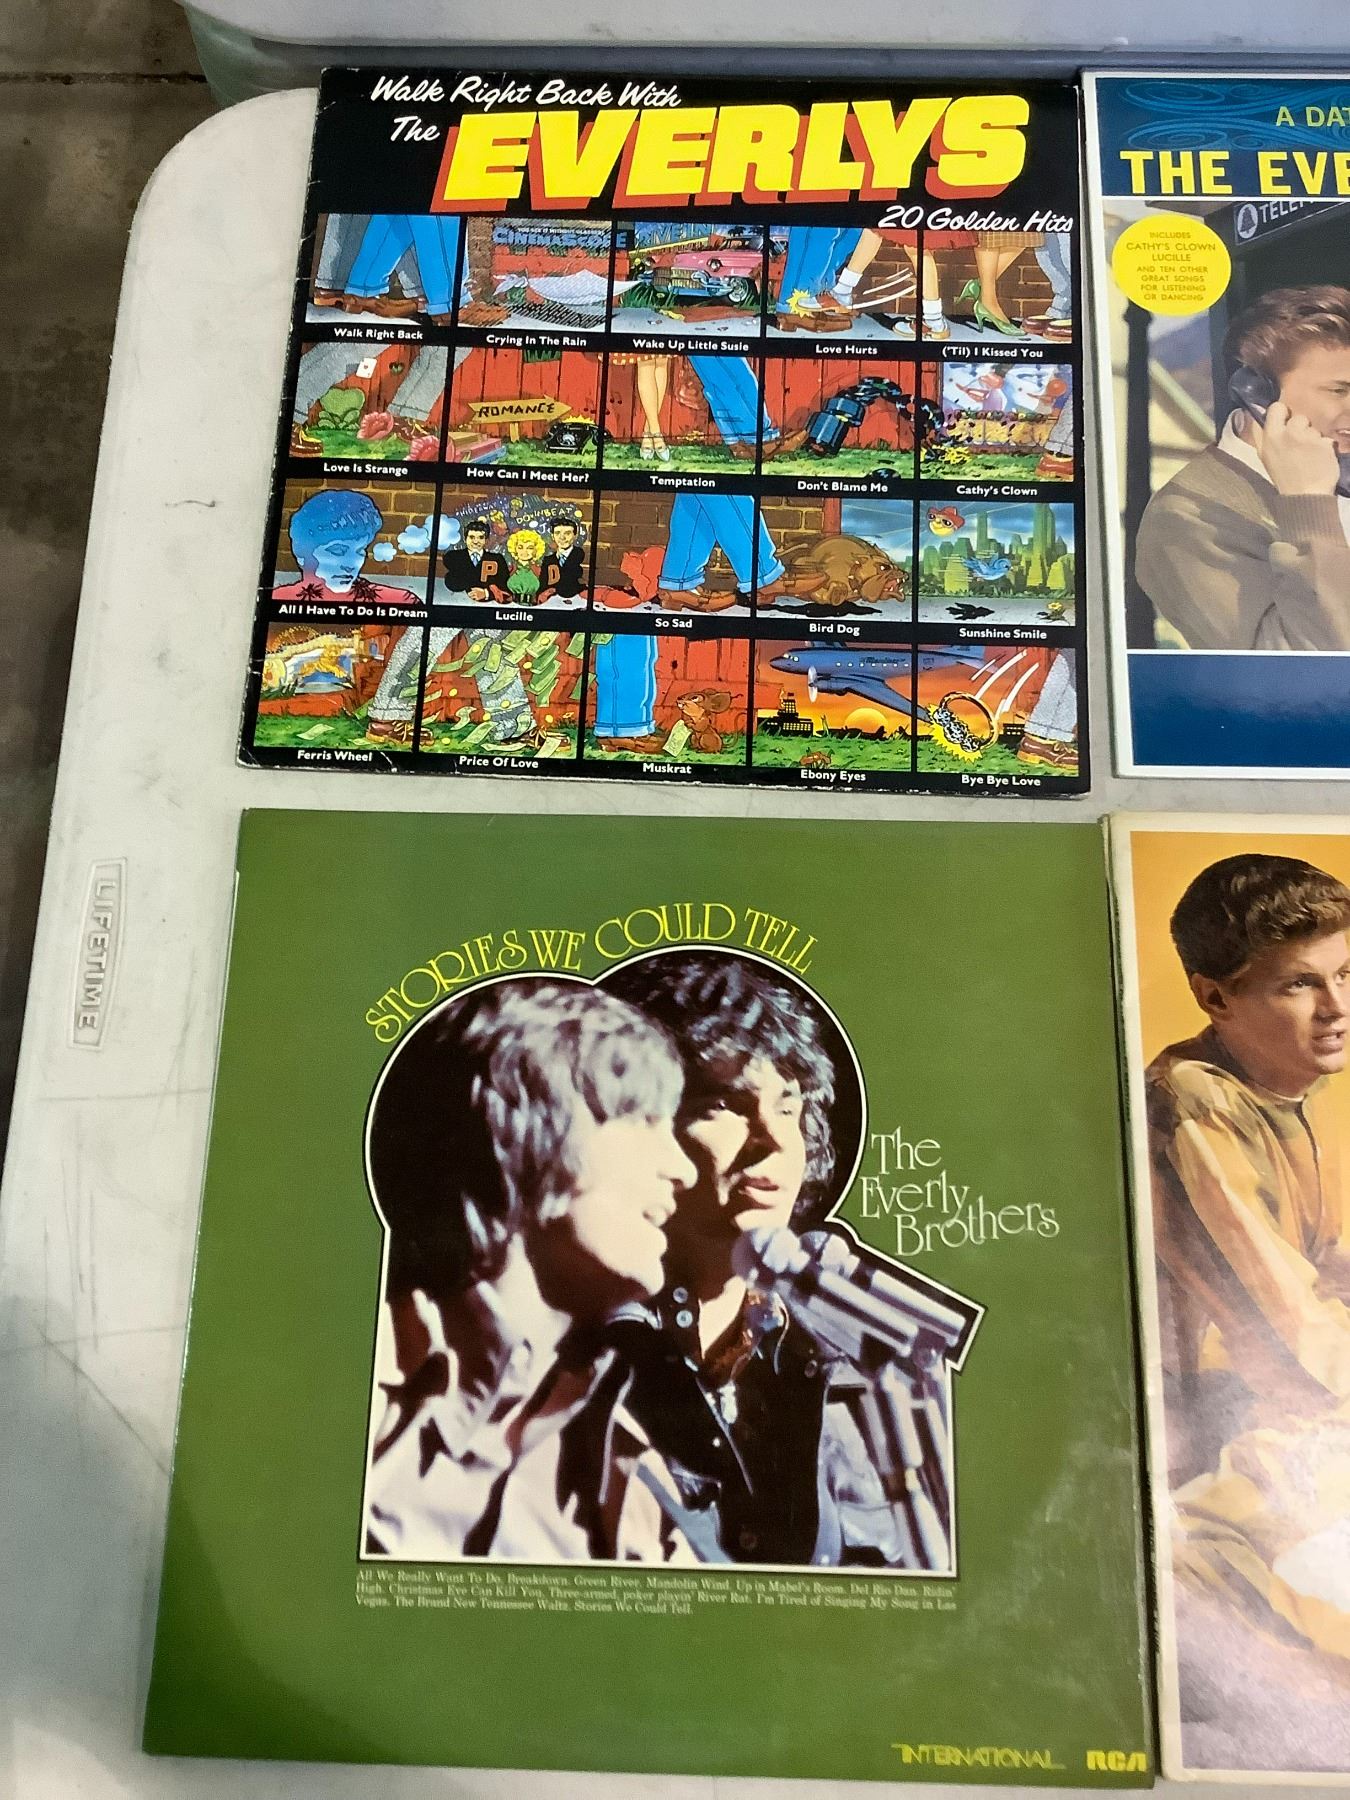 Walk Right Back With
The EVERLYS
20 Golden Hits
CINEMASCOPE
Walk Right Back
Crying In The Rain
Wake Up Little Susie
Love Hurts
('Til) I Kissed You
ROMANCE
Love Is Strange
How Can I Meet Her?
Temptation
Don't Blame Me
Cathy's Clown
DOWNBEAT
P
D
All I Have To Do Is Dream
Lucille
So Sad
Bird Dog
Sunshine Smile
Ferris Wheel
Price Of Love
Muskrat
Ebony Eyes
Bye Bye Love
A DAT
THE EVE
INCLUDES
CATHY'S CLOWN
LUCILLE
AND TEN OTHER
GREAT SONGS
FOR LISTENING
OR DANCING
TELE
LIFETIME
STORIES WE COULD TELL
The
Everly
Brothers
All We Really Want To Do. Breakdown. Green River. Mandolin Wind. Up in Mabel's Room. Del Rio Dan. Ridin'
High. Christmas Eve Can Kill You. Three-armed, poker playin' River Rat. I'm Tired of Singing My Song in Las
Vegas. The Brand New Tennessee Waltz. Stories We Could Tell.
INTERNATIONAL
RCA